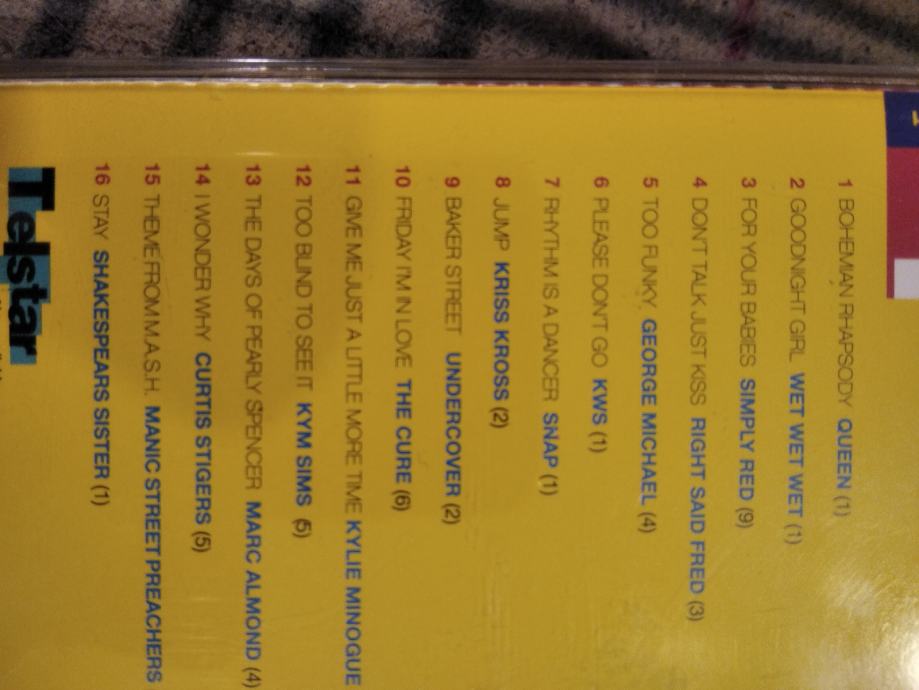 1 BOHEMIAN RHAPSODY QUEEN (1)
2 GOODNIGHT GIRL WET WET WET (1)
3 FOR YOUR BABIES SIMPLY RED (9)
4 DON'T TALK JUST KISS RIGHT SAID FRED (3)
5 TOO FUNKY GEORGE MICHAEL (4)
6 PLEASE DON'T GO KWS (1)
7 RHYTHM IS A DANCER SNAP (1)
8 JUMP KRISS KROSS (2)
9 BAKER STREET UNDERCOVER (2)
10 FRIDAY I'M IN LOVE THE CURE (6)
11 GIVE ME JUST A LITTLE MORE TIME KYLIE MINOGUE
12 TOO BLIND TO SEE IT KYM SIMS (5)
13 THE DAYS OF PEARLY SPENCER MARC ALMOND (4)
14 I WONDER WHY CURTIS STIGERS (5)
15 THEME FROM M.A.S.H. MANIC STREET PREACHERS
16 STAY SHAKESPEARS SISTER (1)
Telstar